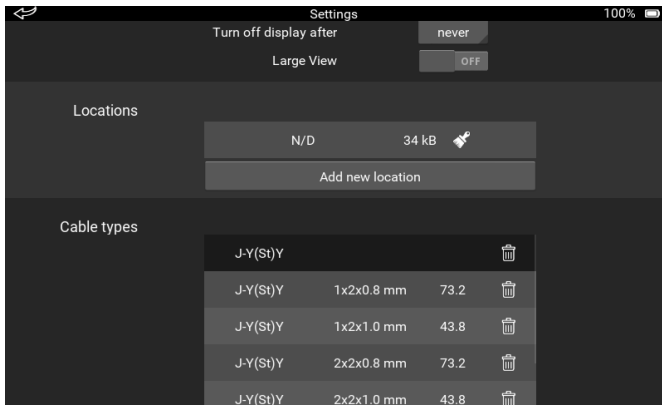 Settings 100%
Turn off display after never
Large View OFF
Locations
N/D 34 kB
Add new location
Cable types
J-Y(St)Y
J-Y(St)Y 1x2x0.8 mm 73.2
J-Y(St)Y 1x2x1.0 mm 43.8
J-Y(St)Y 2x2x0.8 mm 73.2
J-Y(St)Y 2x2x1.0 mm 43.8